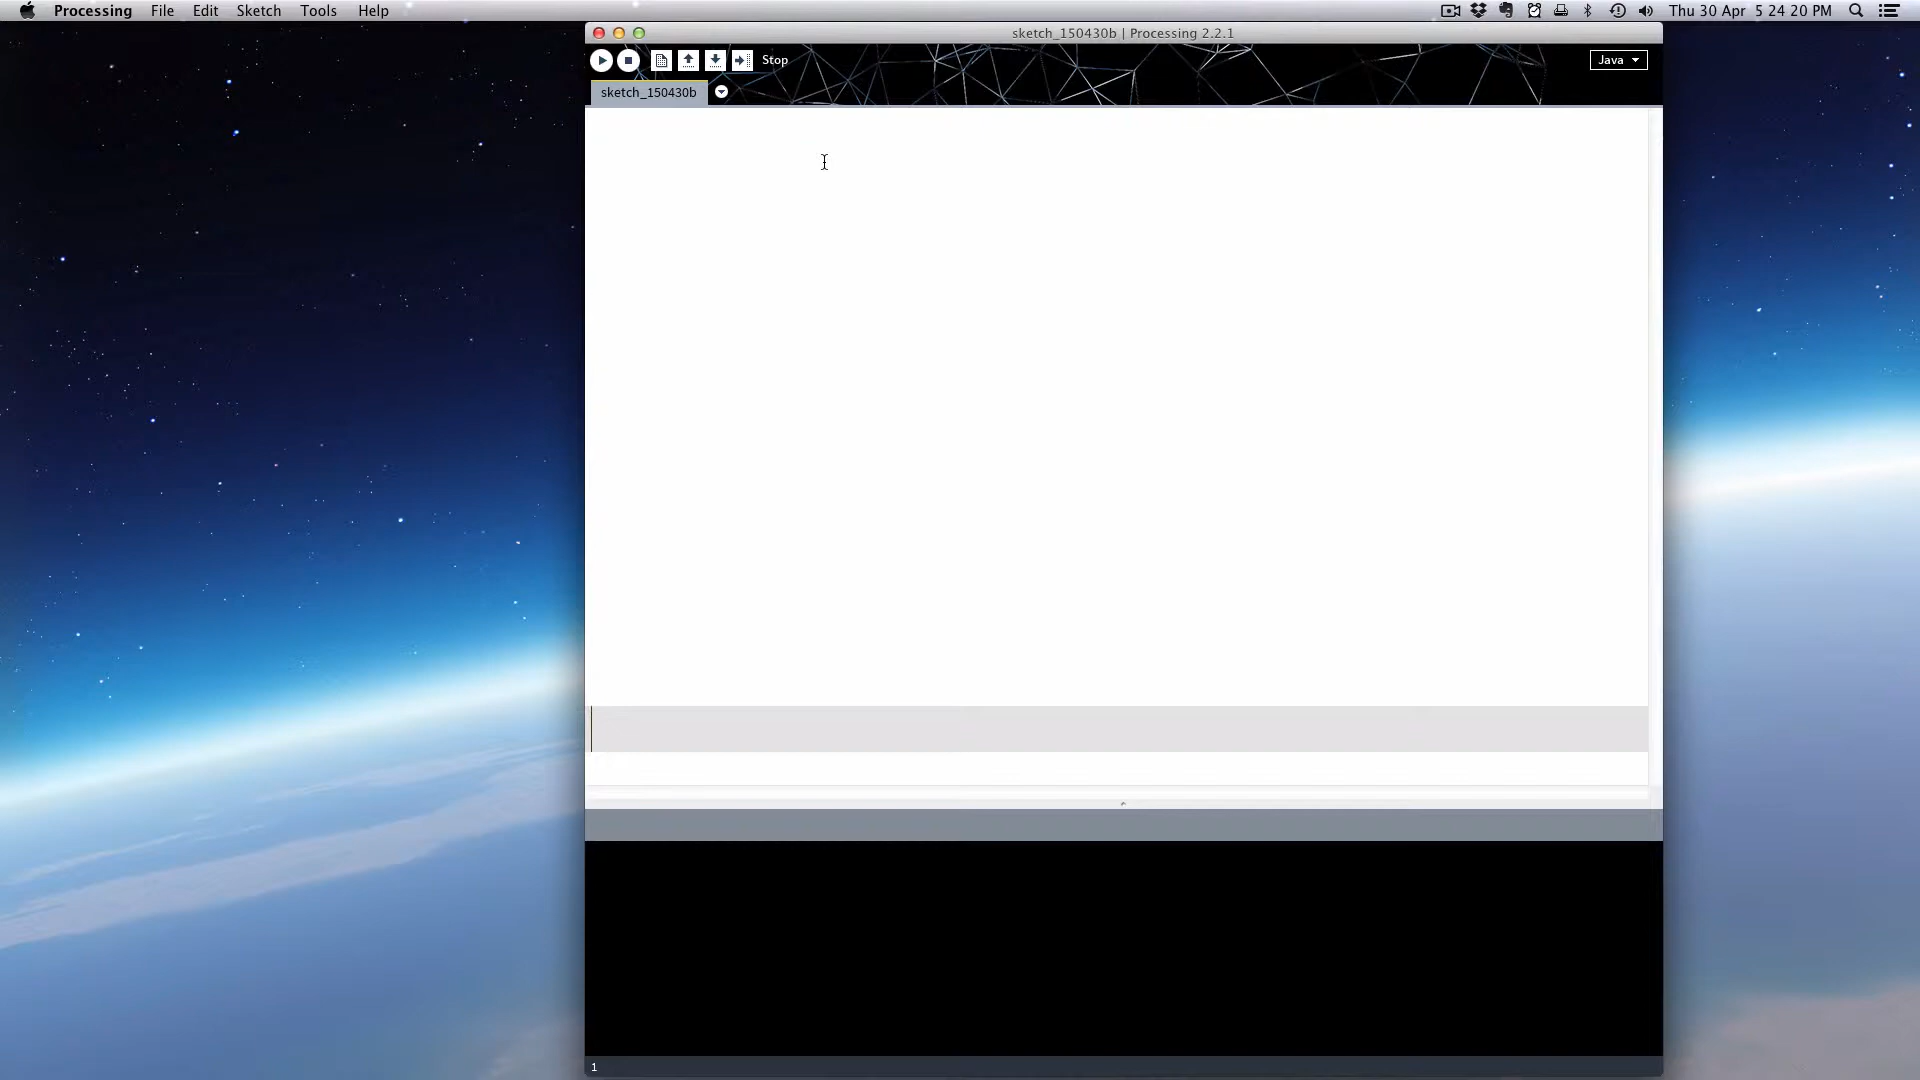 Processing File Edit Sketch Tools Help Thu 30 Apr 5 24 20 PM
sketch_150430b | Processing 2.2.1
Stop Java
sketch_150430b
1